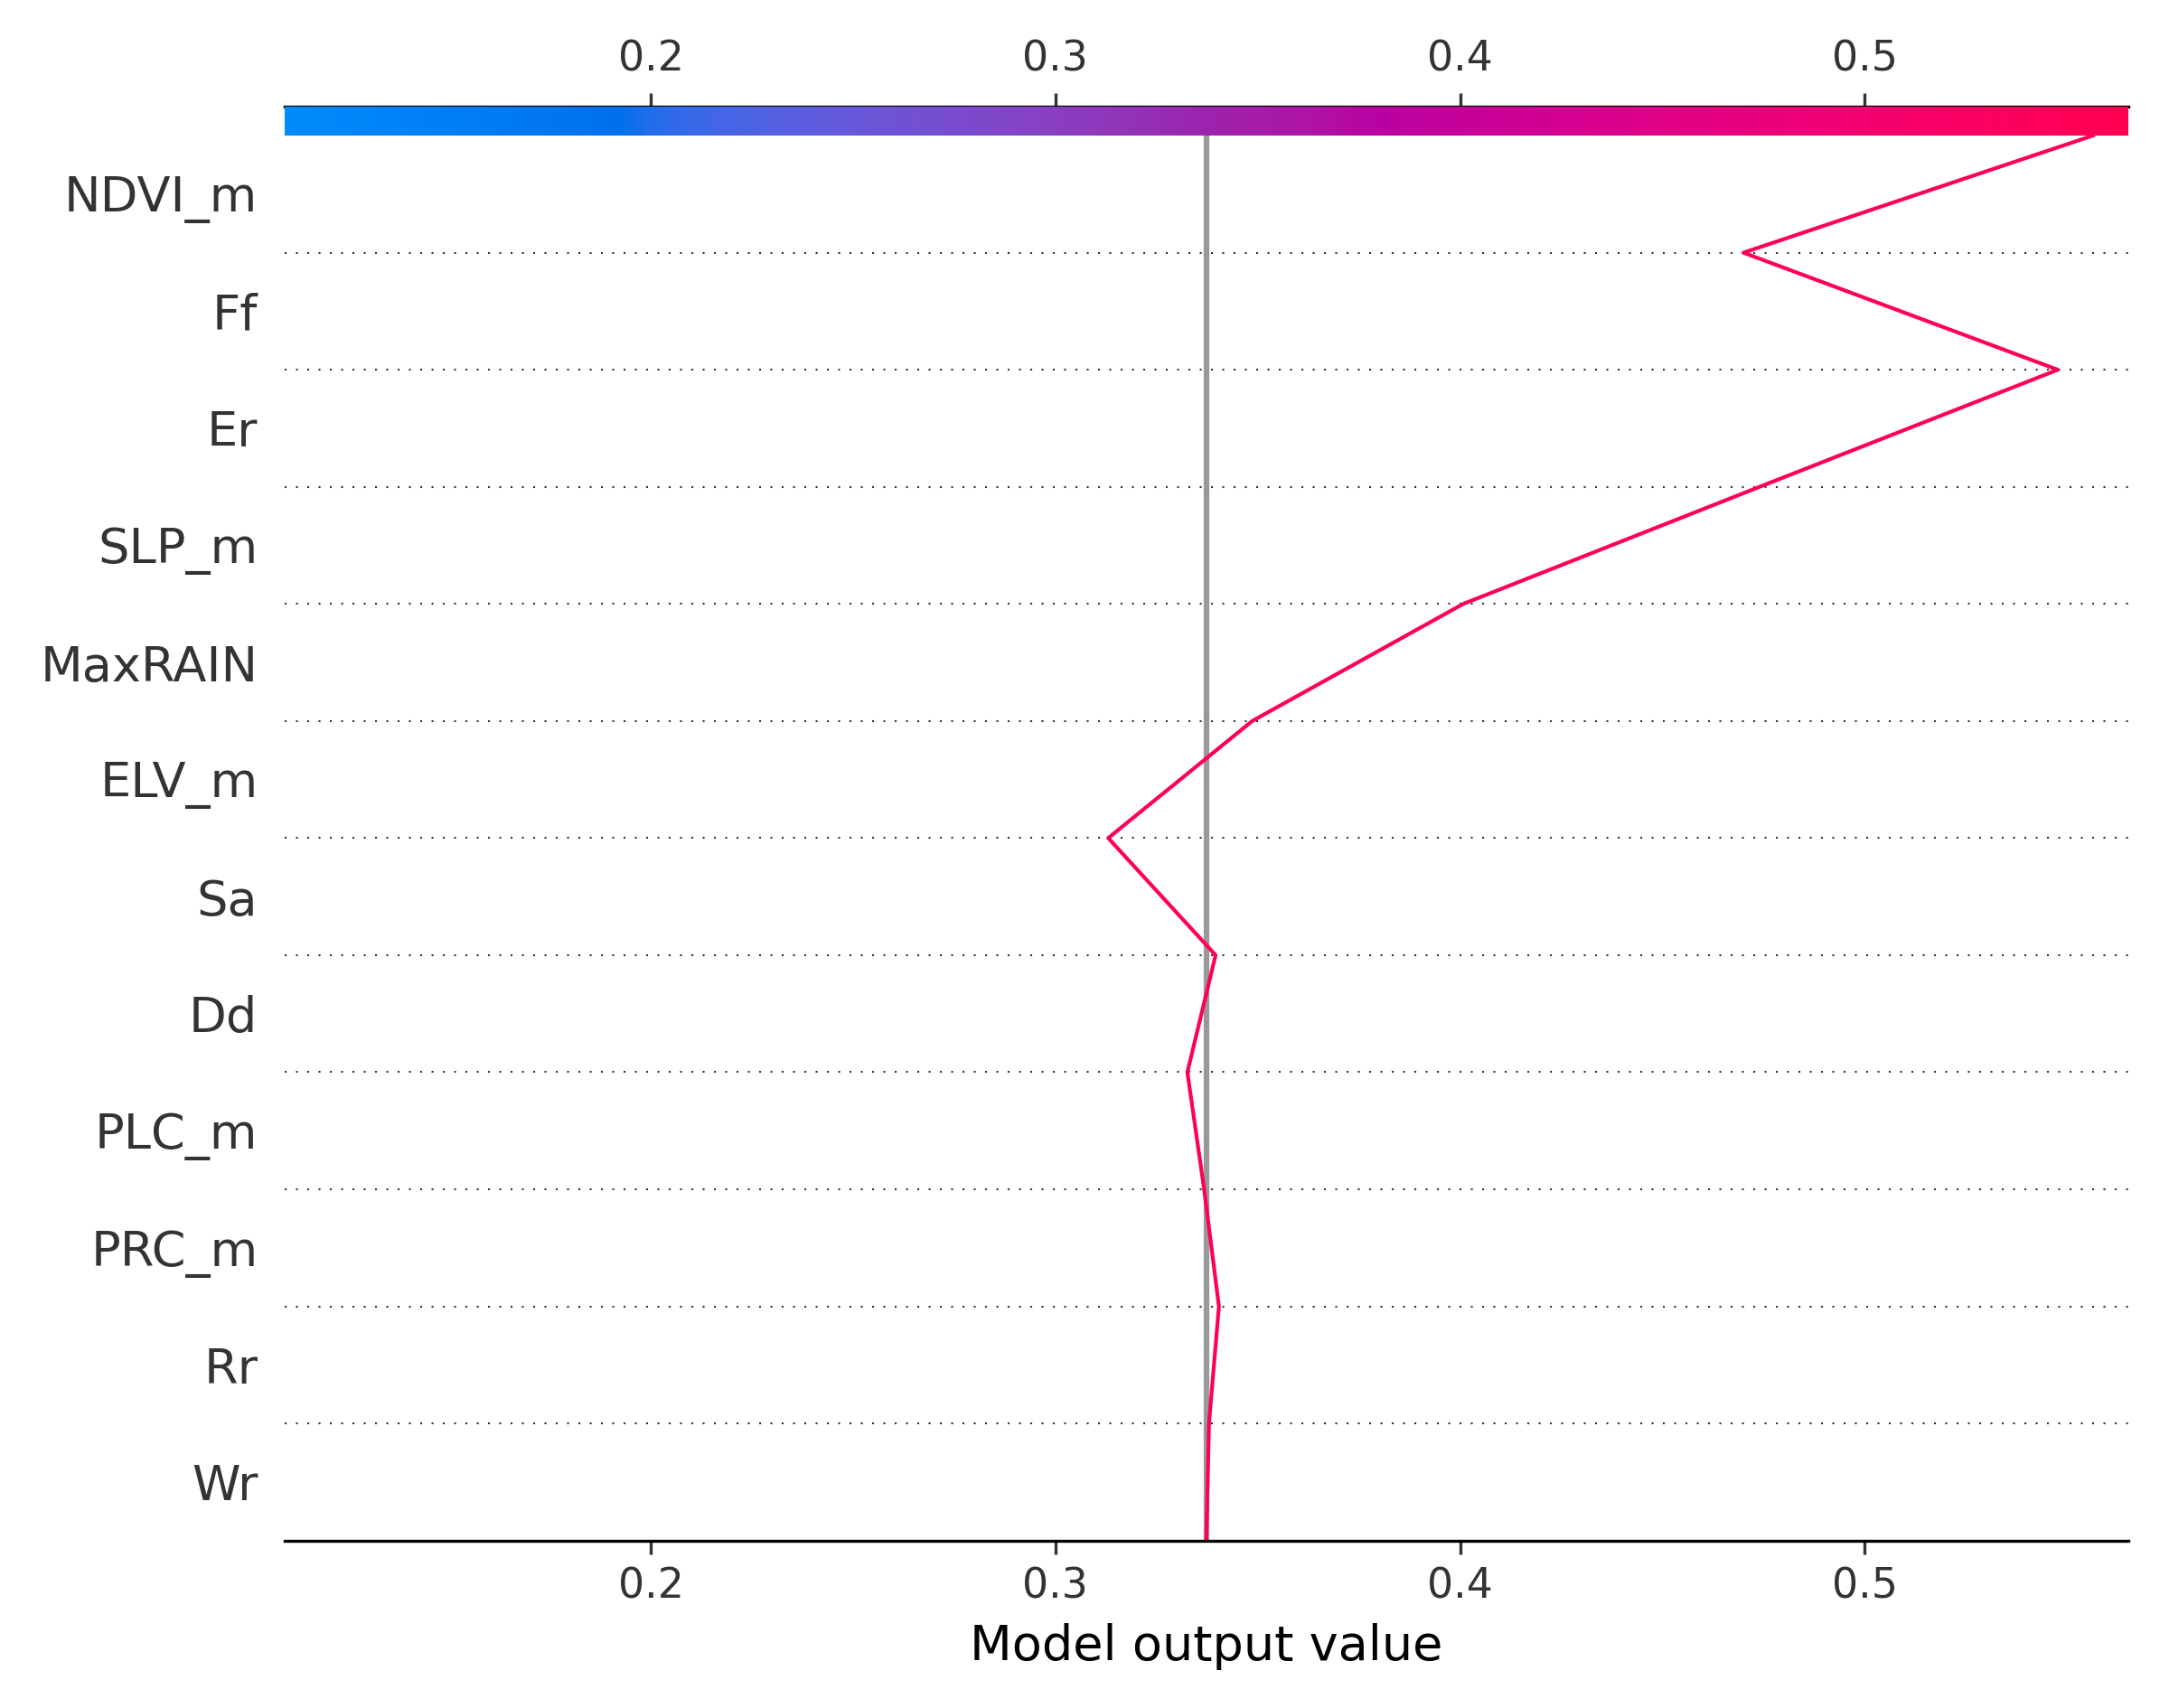 0.2 0.3 0.4 0.5
NDVI_m
Ff
Er
SLP_m
MaxRAIN
ELV_m
Sa
Dd
PLC_m
PRC_m
Rr
Wr
0.2 0.3 0.4 0.5
Model output value